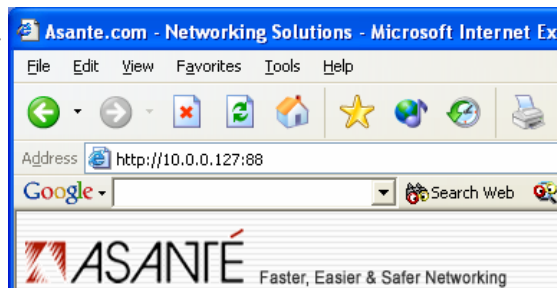 Asante.com - Networking Solutions - Microsoft Internet Ex
File Edit View Favorites Tools Help
Address http://10.0.0.127:88
Google Search Web
ASANTÉ Faster, Easier & Safer Networking